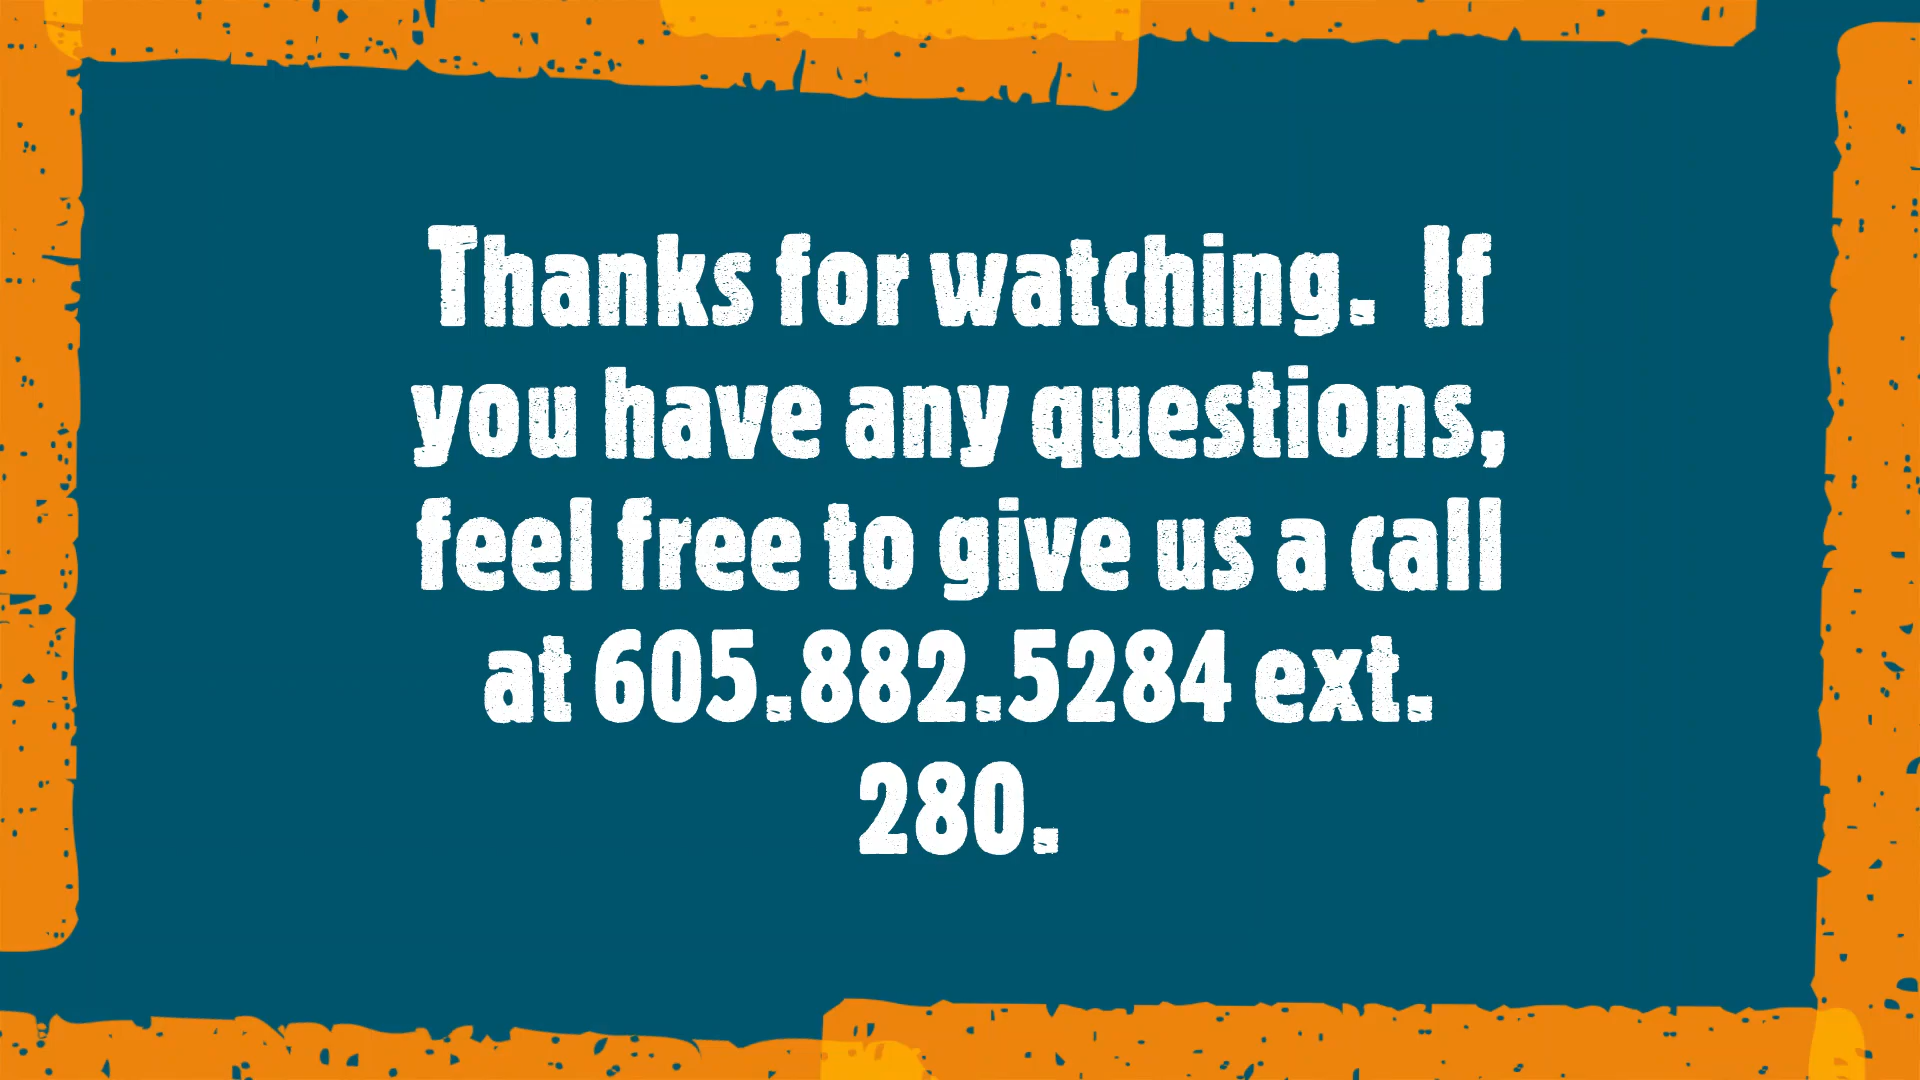 Thanks for watching.  If
you have any questions,
feel free to give us a call
at 605.882.5284 ext.
280.